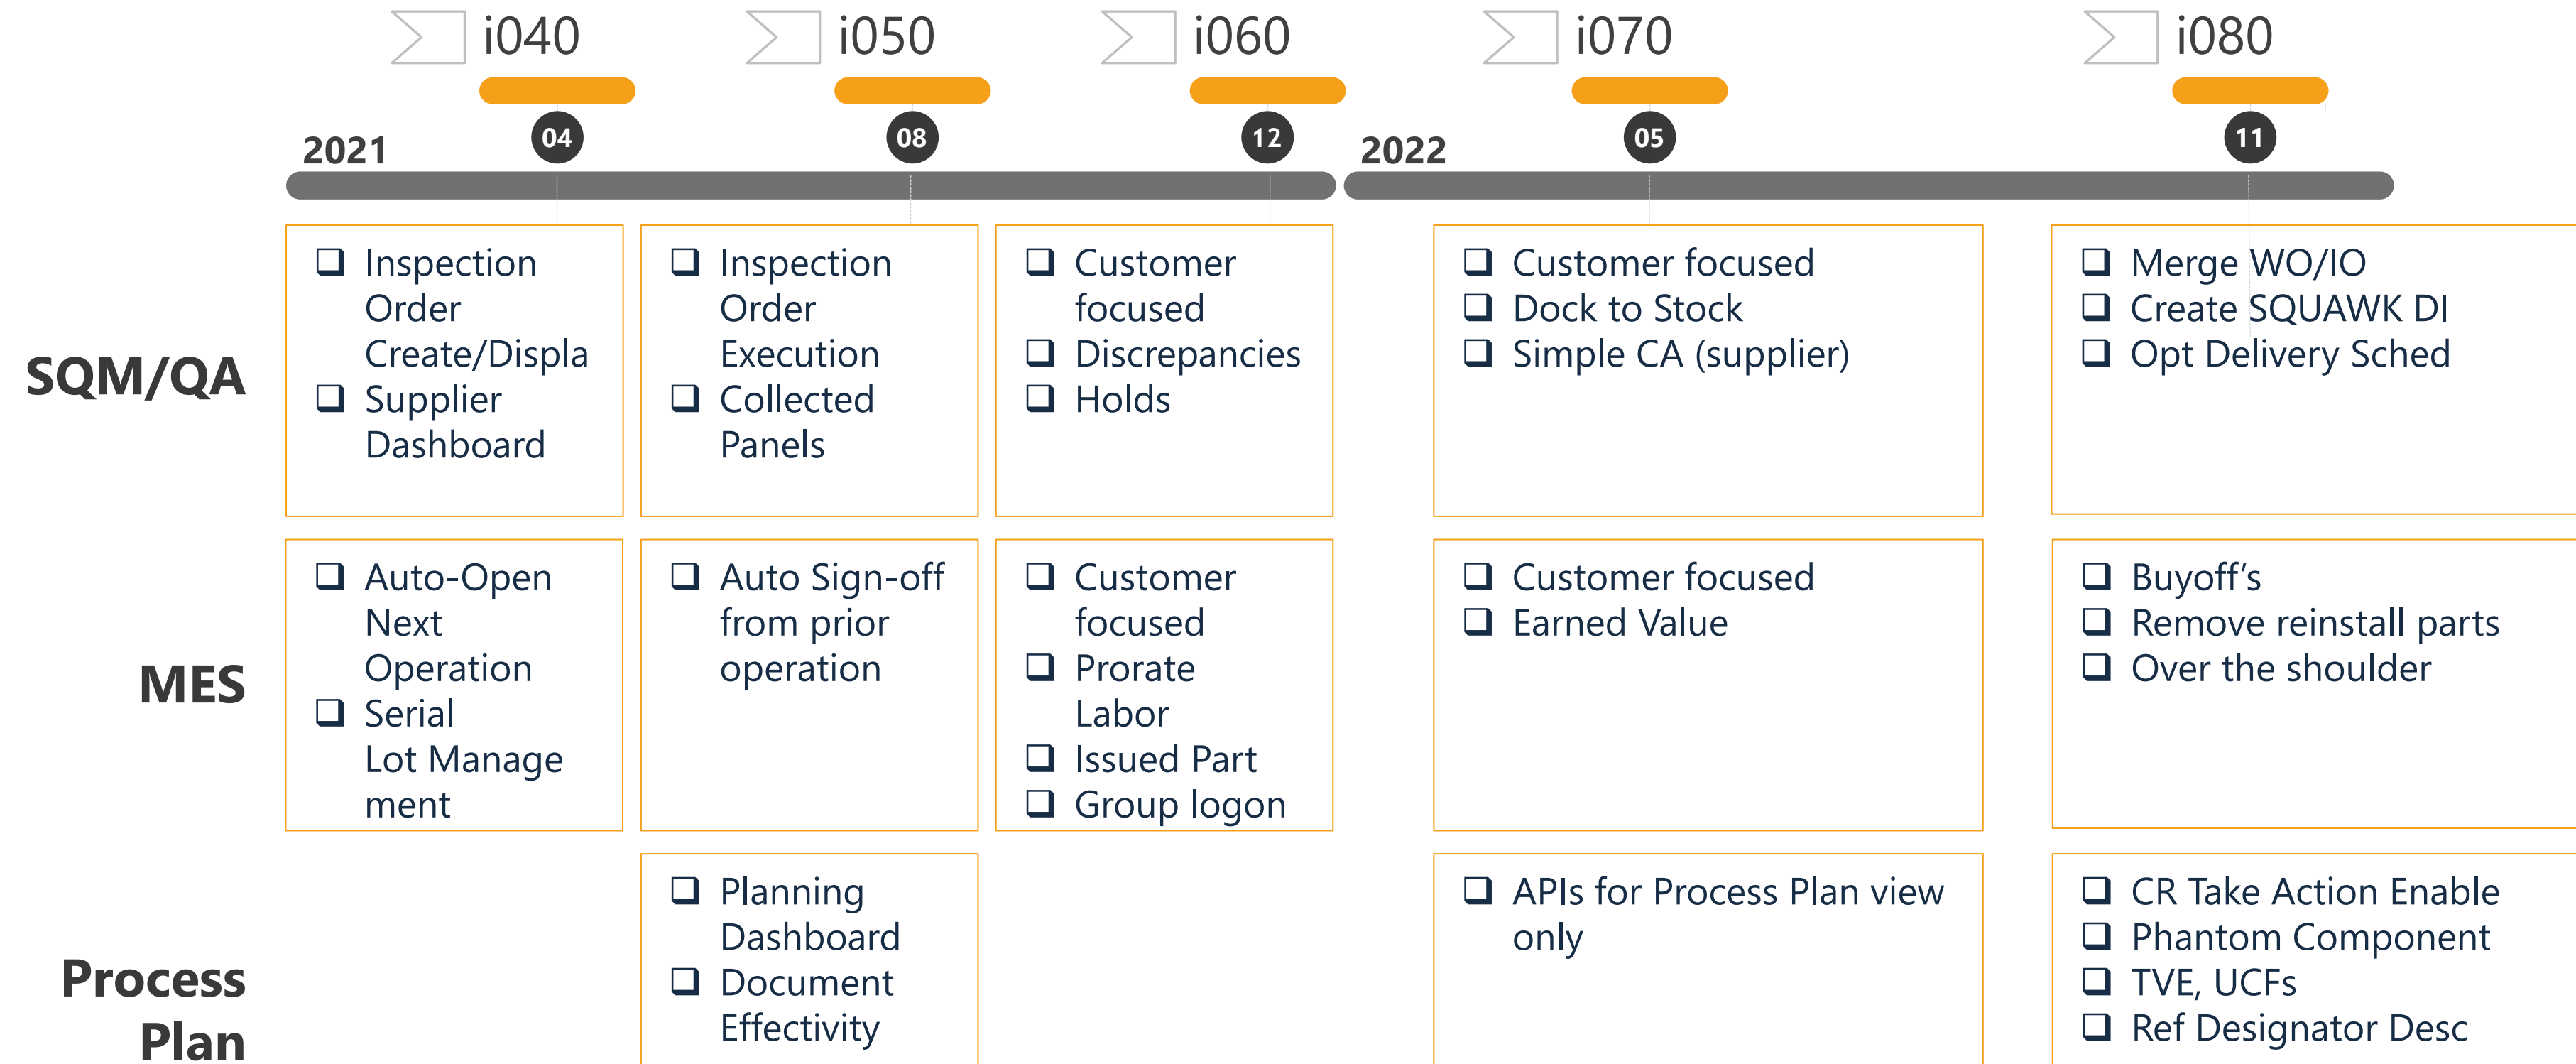 i040
i050
i060
i070
i080
2021
04
08
12
2022
05
11
SQM/QA
Inspection
Order
Create/Displa
Supplier
Dashboard
Inspection
Order
Execution
Collected
Panels
Customer
focused
Discrepancies
Holds
Customer focused
Dock to Stock
Simple CA (supplier)
Merge WO/IO
Create SQUAWK DI
Opt Delivery Sched
MES
Auto-Open
Next
Operation
Serial
Lot Manage
ment
Auto Sign-off
from prior
operation
Customer
focused
Prorate
Labor
Issued Part
Group logon
Customer focused
Earned Value
Buyoff’s
Remove reinstall parts
Over the shoulder
Process
Plan
Planning
Dashboard
Document
Effectivity
APIs for Process Plan view
only
CR Take Action Enable
Phantom Component
TVE, UCFs
Ref Designator Desc